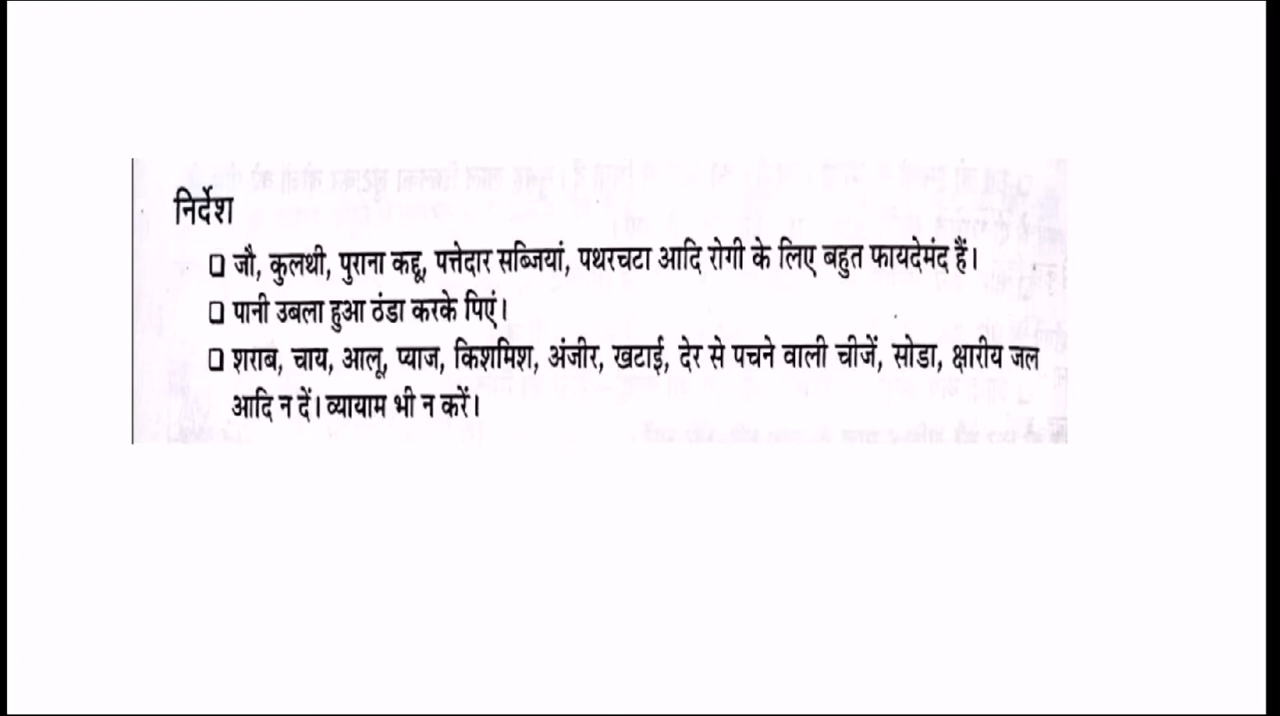 निर्देश
❑ जौ, कुलथी, पुराना कद्दू, पत्तेदार सब्जियां, पथरचटा आदि रोगी के लिए बहुत फायदेमंद हैं।
❑ पानी उबला हुआ ठंडा करके पिएं।
❑ शराब, चाय, आलू, प्याज, किशमिश, अंजीर, खटाई, देर से पचने वाली चीजें, सोडा, क्षारीय जल
आदि न दें। व्यायाम भी न करें।